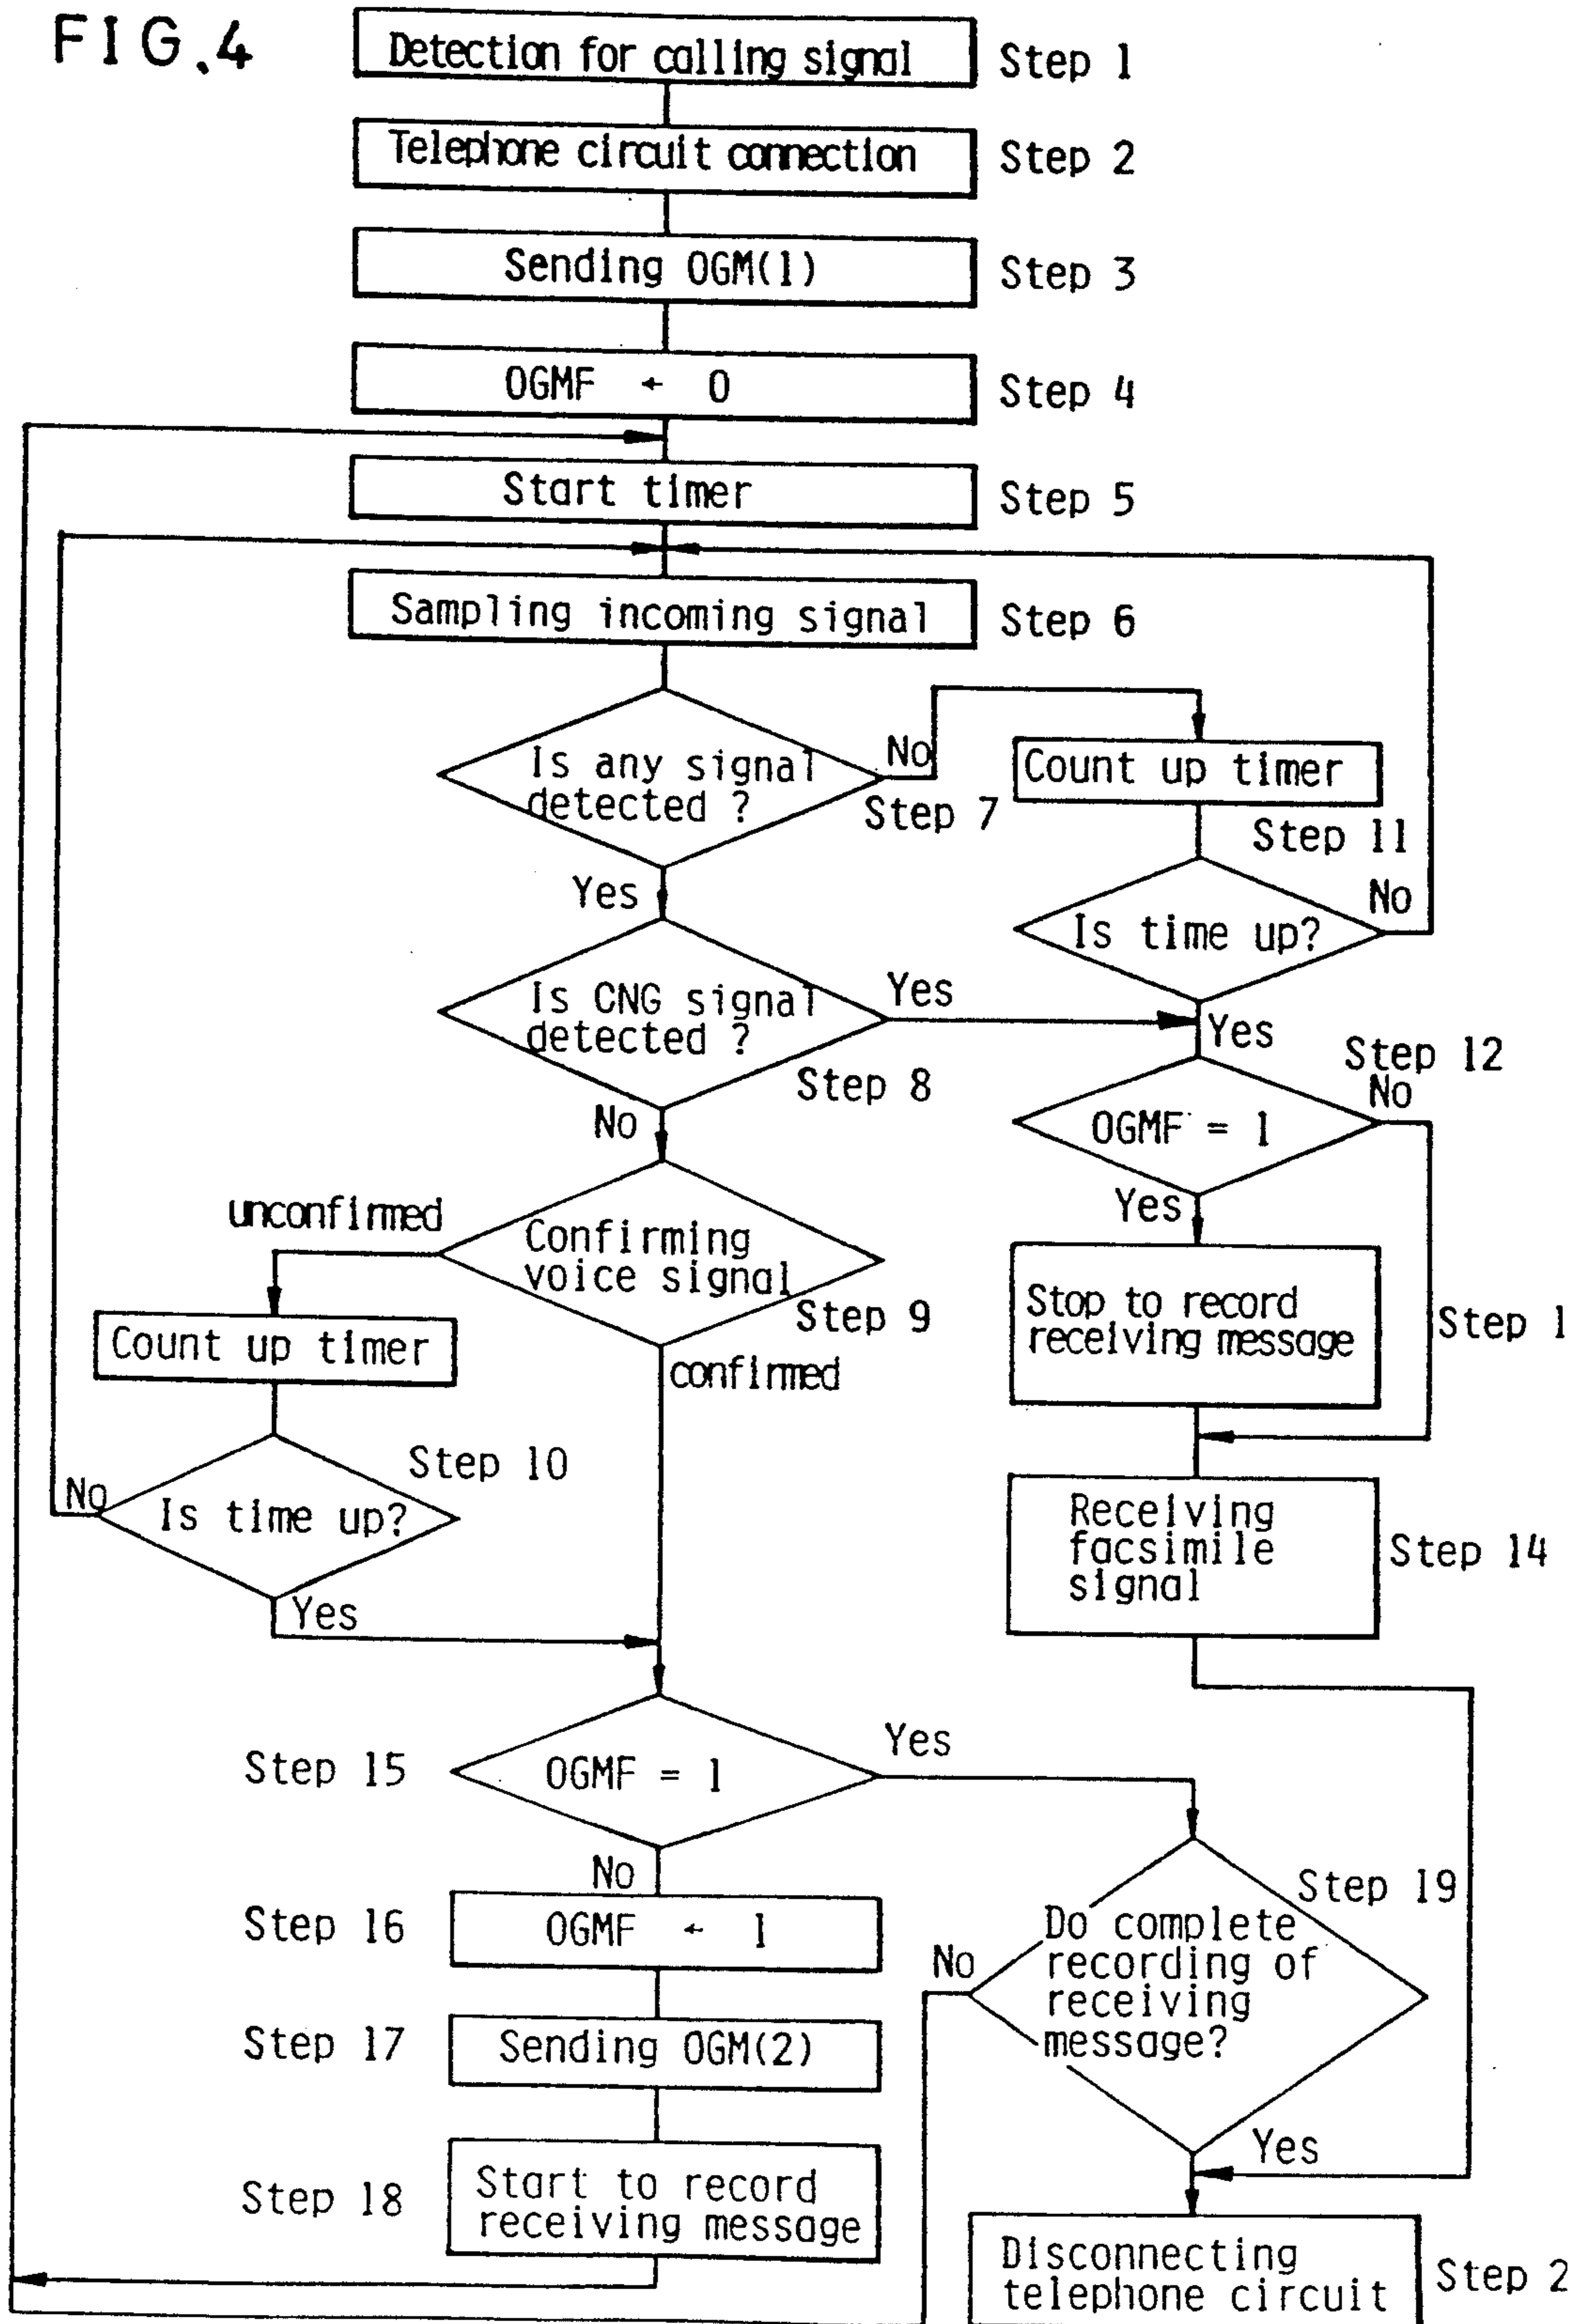 FIG.4
Detection for calling signal
Step 1
Telephone circuit connection
Step 2
Sending OGM(1)
Step 3
OGMF ← 0
Step 4
Start timer
Step 5
Sampling incoming signal
Step 6
Is any signal
detected ?
No
Step 7
Count up timer
Step 11
Yes
Is time up?
No
Is CNG signal
detected ?
Yes
Step 8
Yes
Step 12
No
OGMF = 1
No
Yes
unconfirmed
Confirming
voice signal
Step 9
confirmed
Count up timer
Stop to record
receiving message
Step 1
Step 10
No
Is time up?
Yes
Receiving
facsimile
signal
Step 14
Step 15
OGMF = 1
Yes
No
Step 16
OGMF ← 1
Step 19
Do complete
recording of
receiving
message?
No
Yes
Step 17
Sending OGM(2)
Step 18
Start to record
receiving message
Disconnecting
telephone circuit
Step 2